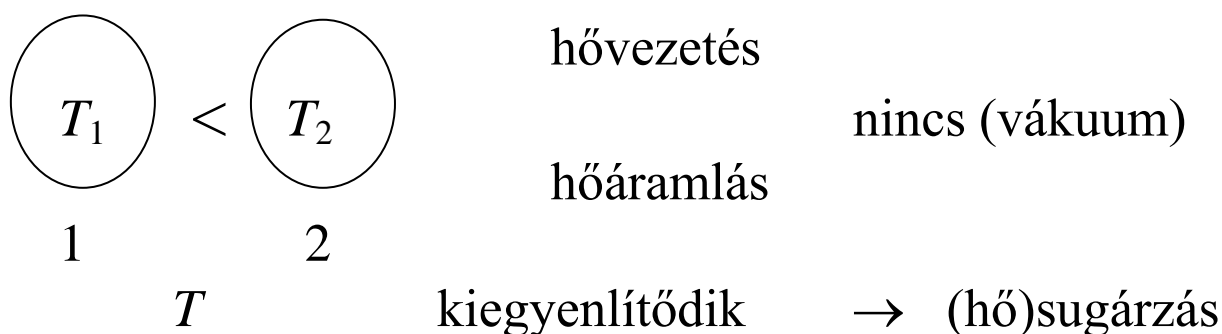 hővezetés
T₁ < T₂ nincs (vákuum)
hőáramlás
1 2
T kiegyenlítődik → (hő)sugárzás